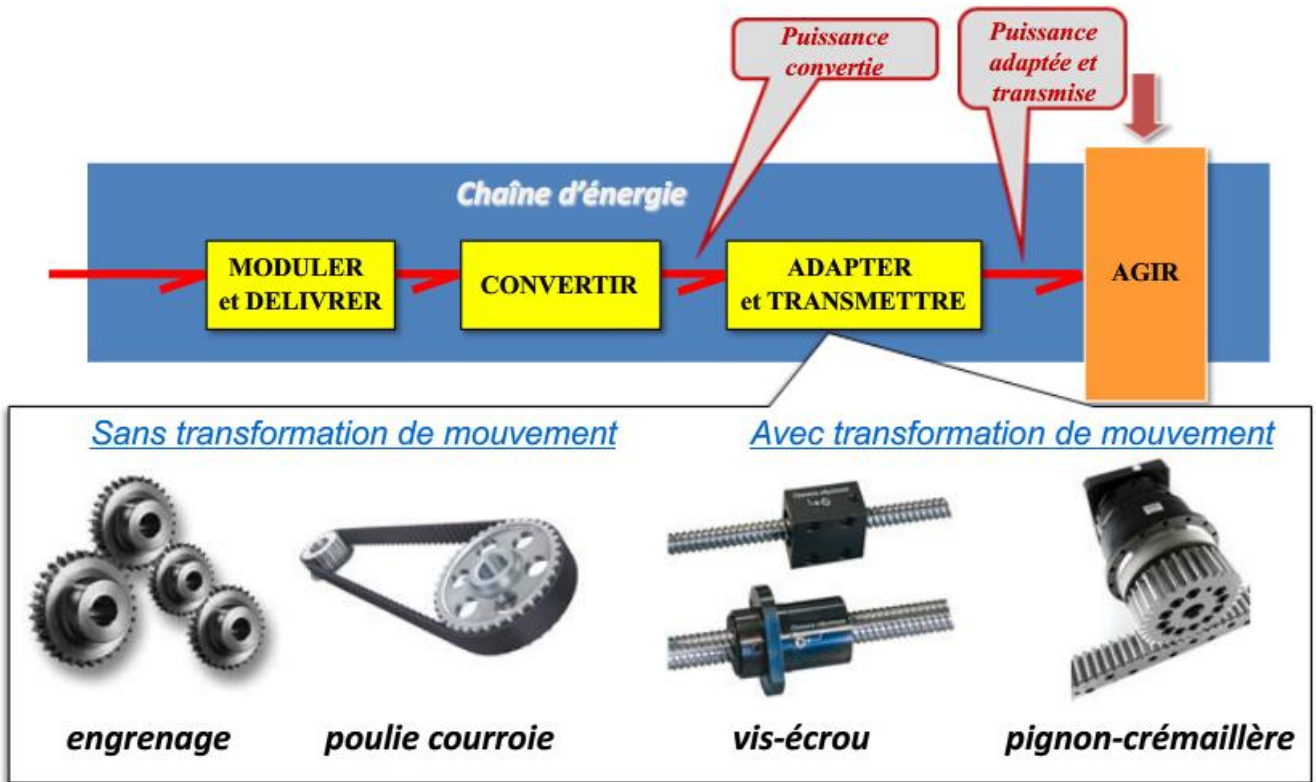 Puissance
convertie
Puissance
adaptée et
transmise
Chaîne d'énergie
MODULER
et DELIVRER
CONVERTIR
ADAPTER
et TRANSMETTRE
AGIR
Sans transformation de mouvement
Avec transformation de mouvement
engrenage
poulie courroie
vis-écrou
pignon-crémaillère